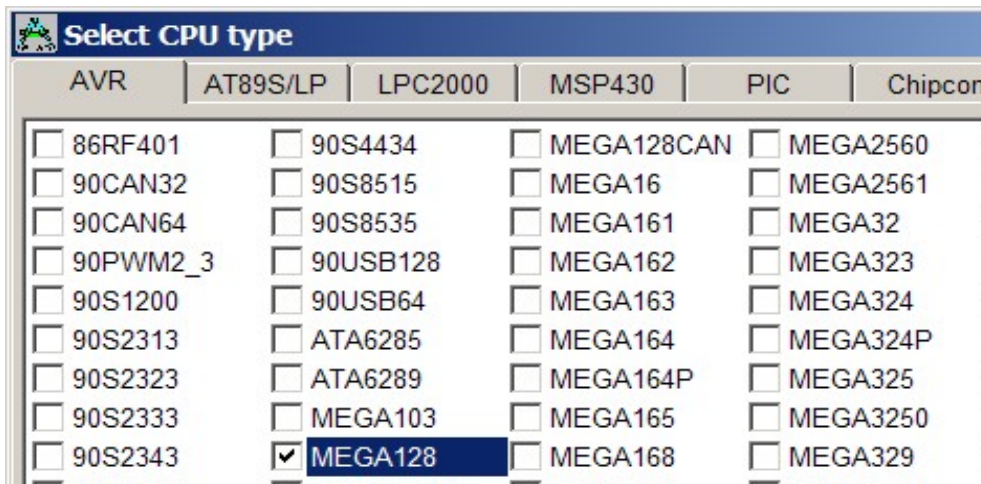 Select CPU type
AVR AT89S/LP LPC2000 MSP430 PIC Chipcon
86RF401 90S4434 MEGA128CAN MEGA2560
90CAN32 90S8515 MEGA16 MEGA2561
90CAN64 90S8535 MEGA161 MEGA32
90PWM2_3 90USB128 MEGA162 MEGA323
90S1200 90USB64 MEGA163 MEGA324
90S2313 ATA6285 MEGA164 MEGA324P
90S2323 ATA6289 MEGA164P MEGA325
90S2333 MEGA103 MEGA165 MEGA3250
90S2343 MEGA128 MEGA168 MEGA329